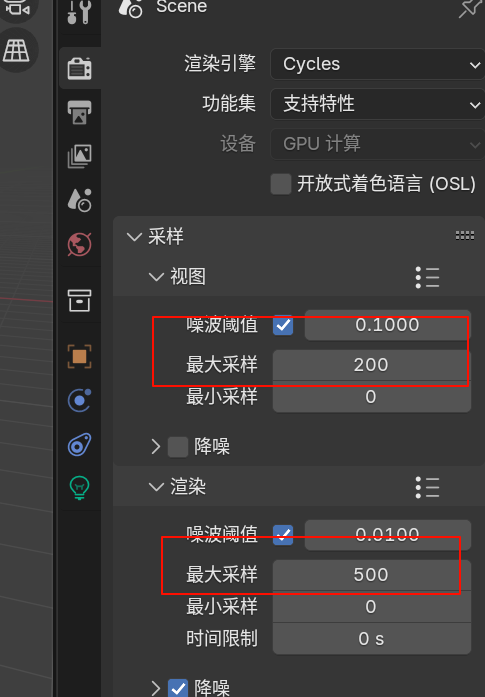 Scene
渲染引擎 Cycles
功能集 支持特性
设备 GPU 计算
开放式着色语言 (OSL)
采样
视图
噪波阈值 0.1000
最大采样 200
最小采样 0
降噪
渲染
噪波阈值 0.0100
最大采样 500
最小采样 0
时间限制 0 s
降噪